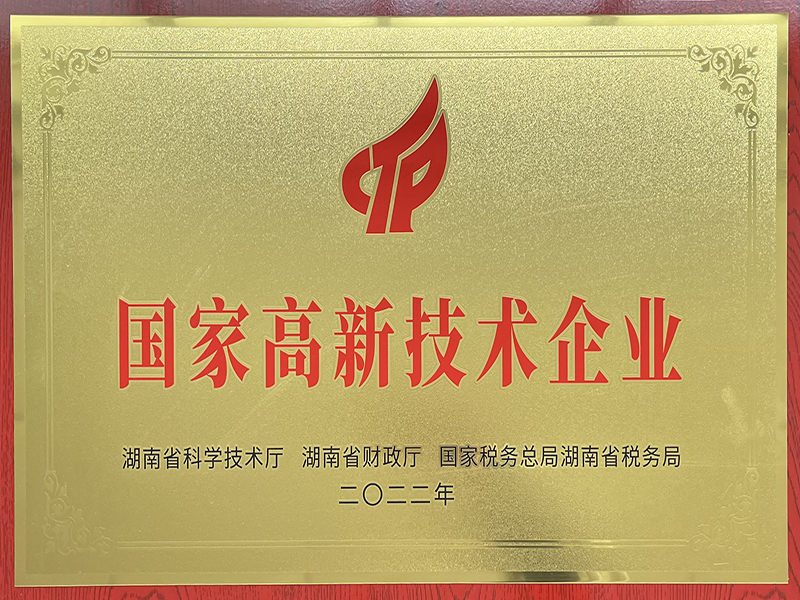 CTP
国家高新技术企业
湖南省科学技术厅 湖南省财政厅 国家税务总局湖南省税务局
二〇二二年